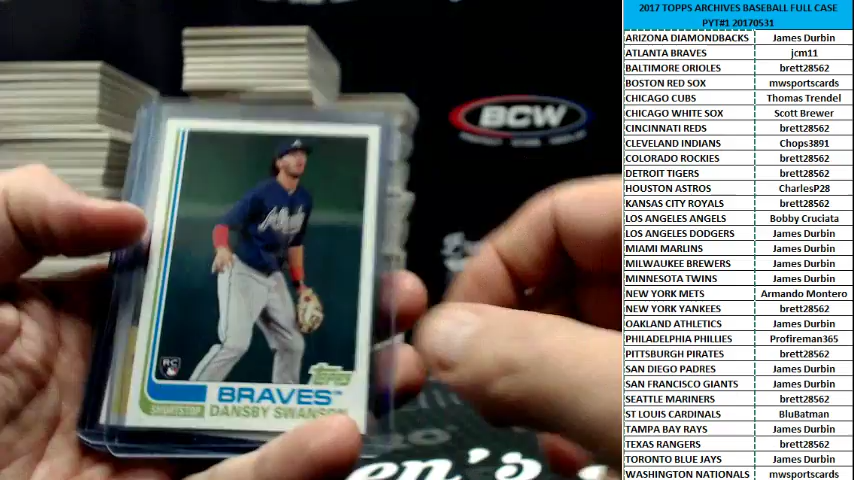 2017 TOPPS ARCHIVES BASEBALL FULL CASE
PYT#1 20170531
ARIZONA DIAMONDBACKS James Durbin
ATLANTA BRAVES jcm11
BALTIMORE ORIOLES brett28562
BOSTON RED SOX mwsportscards
CHICAGO CUBS Thomas Trendel
CHICAGO WHITE SOX Scott Brewer
CINCINNATI REDS brett28562
CLEVELAND INDIANS Chops3891
COLORADO ROCKIES brett28562
DETROIT TIGERS brett28562
HOUSTON ASTROS CharlesP28
KANSAS CITY ROYALS brett28562
LOS ANGELES ANGELS Bobby Cruciata
LOS ANGELES DODGERS James Durbin
MIAMI MARLINS James Durbin
MILWAUKEE BREWERS James Durbin
MINNESOTA TWINS James Durbin
NEW YORK METS Armando Montero
NEW YORK YANKEES brett28562
OAKLAND ATHLETICS James Durbin
PHILADELPHIA PHILLIES Profireman365
PITTSBURGH PIRATES brett28562
SAN DIEGO PADRES James Durbin
SAN FRANCISCO GIANTS James Durbin
SEATTLE MARINERS brett28562
ST LOUIS CARDINALS BluBatman
TAMPA BAY RAYS James Durbin
TEXAS RANGERS brett28562
TORONTO BLUE JAYS James Durbin
WASHINGTON NATIONALS mwsportscards
BCW
Atlanta
RC
Topps
BRAVES™
SHORTSTOP DANSBY SWANSON
en's